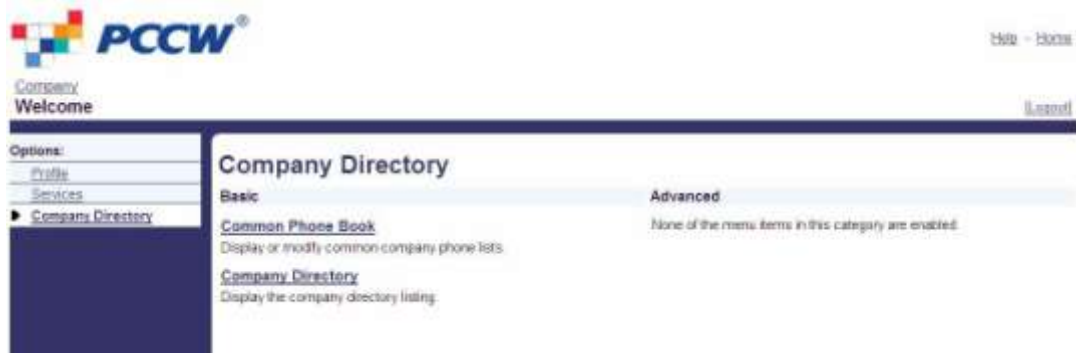 PCCW®
Help - Home
Company
Welcome
[Logout]
Options:
Profile
Services
Company Directory
Company Directory
Basic
Advanced
Common Phone Book
None of the menu items in this category are enabled.
Display or modify common company phone lists.
Company Directory
Display the company directory listing.